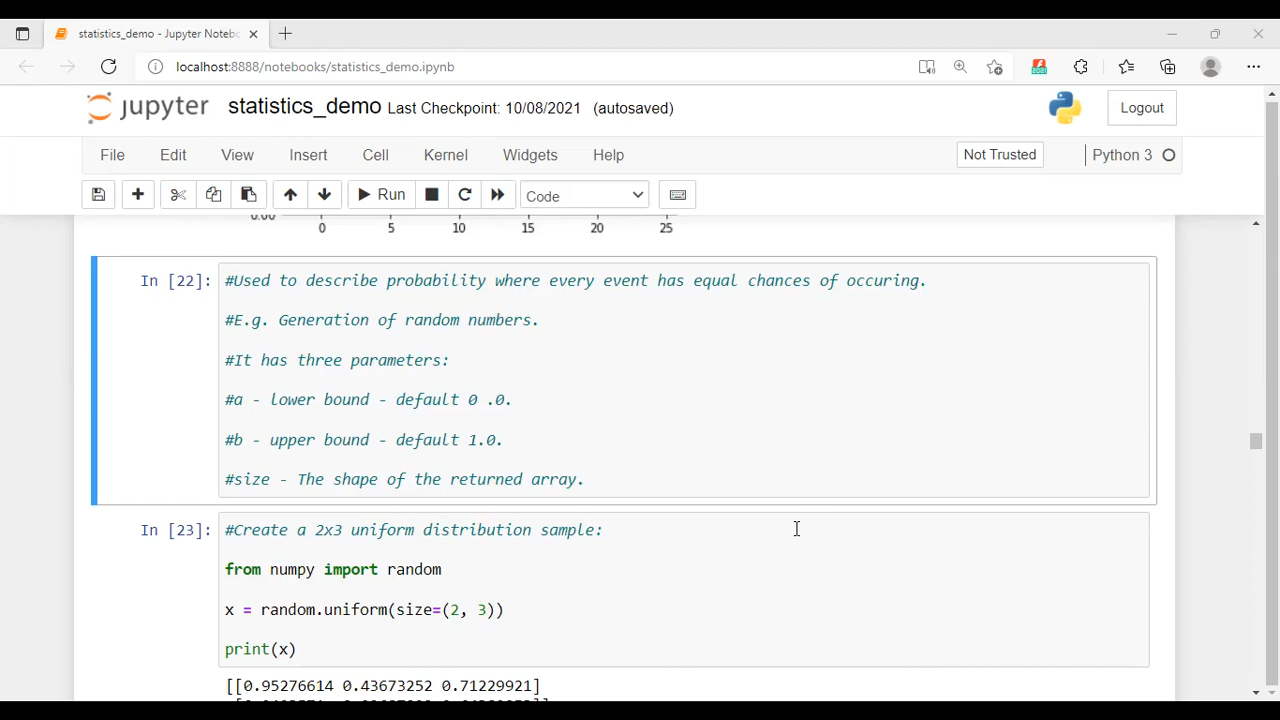 statistics_demo - Jupyter Noteb
localhost:8888/notebooks/statistics_demo.ipynb
jupyter statistics_demo Last Checkpoint: 10/08/2021 (autosaved)
Logout
File Edit View Insert Cell Kernel Widgets Help
Not Trusted
Python 3
Run
Code
0.00
0 5 10 15 20 25
In [22]:
#Used to describe probability where every event has equal chances of occuring.
#E.g. Generation of random numbers.
#It has three parameters:
#a - lower bound - default 0 .0.
#b - upper bound - default 1.0.
#size - The shape of the returned array.
In [23]:
#Create a 2x3 uniform distribution sample:
from numpy import random
x = random.uniform(size=(2, 3))
print(x)
[[0.95276614 0.43673252 0.71229921]